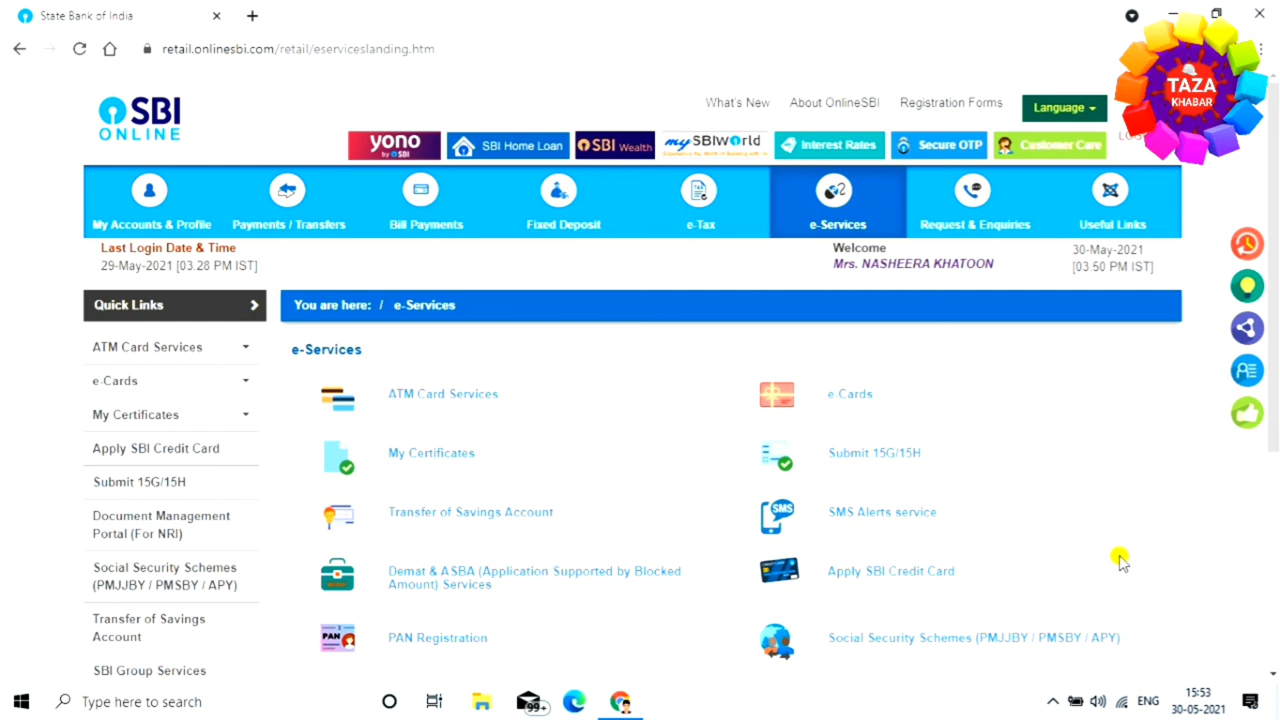 State Bank of India
retail.onlinesbi.com/retail/eserviceslanding.htm
TAZA
KHABAR
SBI
ONLINE
What's New
About OnlineSBI
Registration Forms
Language
yono
by SBI
SBI Home Loan
SBI Wealth
my SBIWorld
Interest Rates
Secure OTP
Customer Care
My Accounts & Profile
Payments / Transfers
Bill Payments
Fixed Deposit
e-Tax
e-Services
Request & Enquiries
Useful Links
Last Login Date & Time
29-May-2021 [03.28 PM IST]
Welcome
Mrs. NASHEERA KHATOON
30-May-2021
[03.50 PM IST]
Quick Links
ATM Card Services
e-Cards
My Certificates
Apply SBI Credit Card
Submit 15G/15H
Document Management
Portal (For NRI)
Social Security Schemes
(PMJJBY / PMSBY / APY)
Transfer of Savings
Account
SBI Group Services
You are here: / e-Services
e-Services
ATM Card Services
e-Cards
My Certificates
Submit 15G/15H
Transfer of Savings Account
SMS
SMS Alerts service
Demat & ASBA (Application Supported by Blocked
Amount) Services
Apply SBI Credit Card
PAN
PAN Registration
Social Security Schemes (PMJJBY / PMSBY / APY)
Type here to search
99+
ENG
15:53
30-05-2021